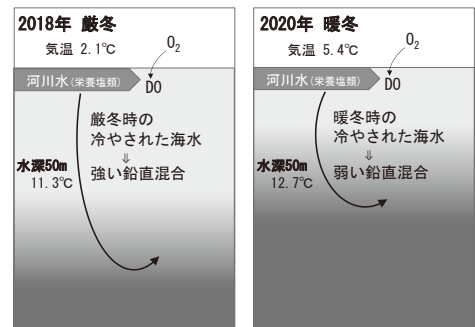 2018年 厳冬
気温 2.1℃
O2
河川水(栄養塩類)
DO
厳冬時の
冷やされた海水
⇓
強い鉛直混合
水深50m
11.3℃
2020年 暖冬
気温 5.4℃
O2
河川水(栄養塩類)
DO
暖冬時の
冷やされた海水
⇓
弱い鉛直混合
水深50m
12.7℃